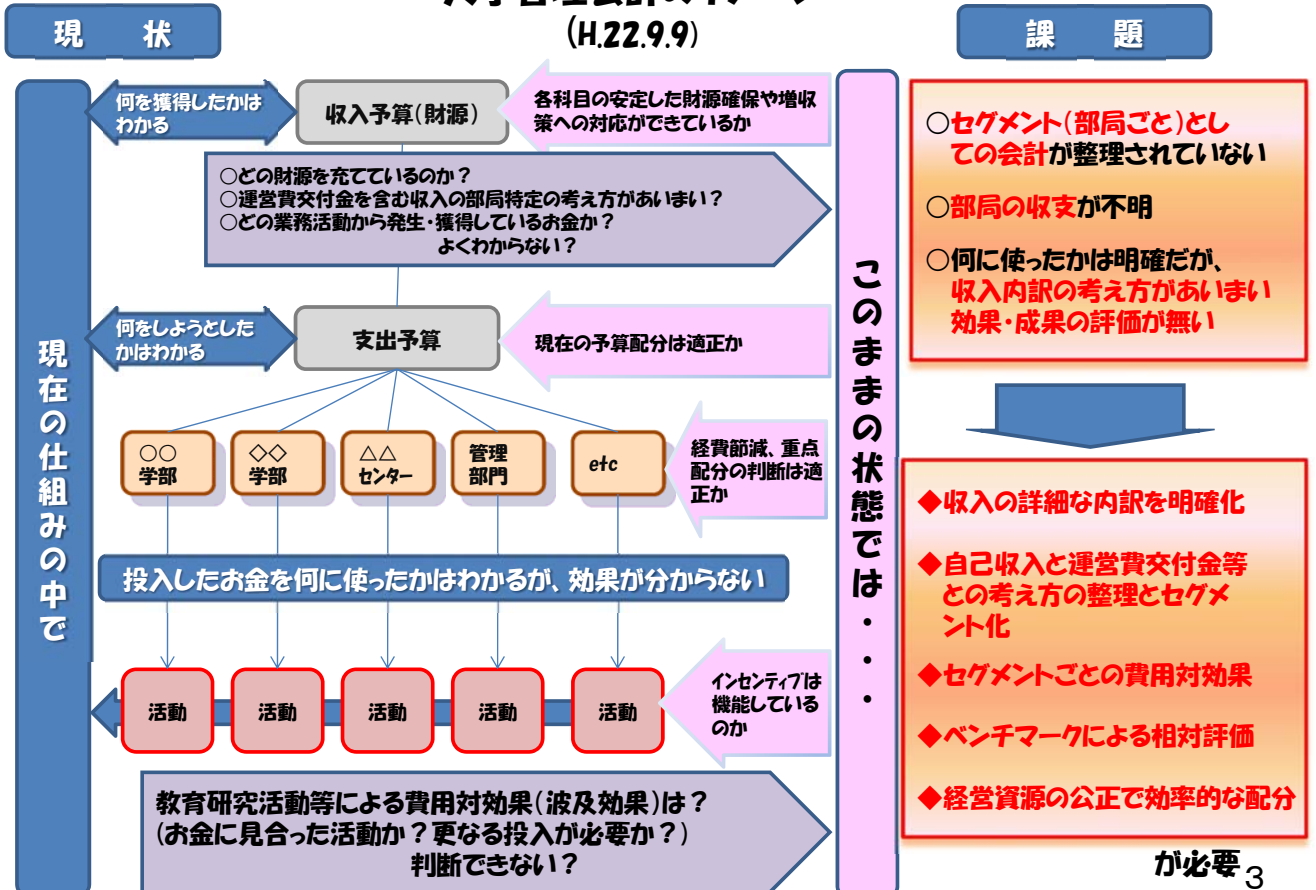 (H.22.9.9)
現 状
課 題
現在の仕組みの中で
何を獲得したかは
わかる
収入予算(財源)
各科目の安定した財源確保や増収
策への対応ができているか
○どの財源を充てているのか?
○運営費交付金を含む収入の部局特定の考え方があいまい?
○どの業務活動から発生・獲得しているお金か?
よくわからない?
何をしようとした
かはわかる
支出予算
現在の予算配分は適正か
○○
学部
◇◇
学部
△△
センター
管理
部門
etc
経費節減、重点
配分の判断は適
正か
投入したお金を何に使ったかはわかるが、効果が分からない
活動
活動
活動
活動
活動
インセンティブは
機能している
のか
教育研究活動等による費用対効果(波及効果)は?
(お金に見合った活動か?更なる投入が必要か?)
判断できない?
このままの状態では・・・
○セグメント(部局ごと)とし
ての会計が整理されていない
○部局の収支が不明
○何に使ったかは明確だが、
収入内訳の考え方があいまい
効果・成果の評価が無い
◆収入の詳細な内訳を明確化
◆自己収入と運営費交付金等
との考え方の整理とセグメ
ント化
◆セグメントごとの費用対効果
◆ベンチマークによる相対評価
◆経営資源の公正で効率的な配分
が必要
3